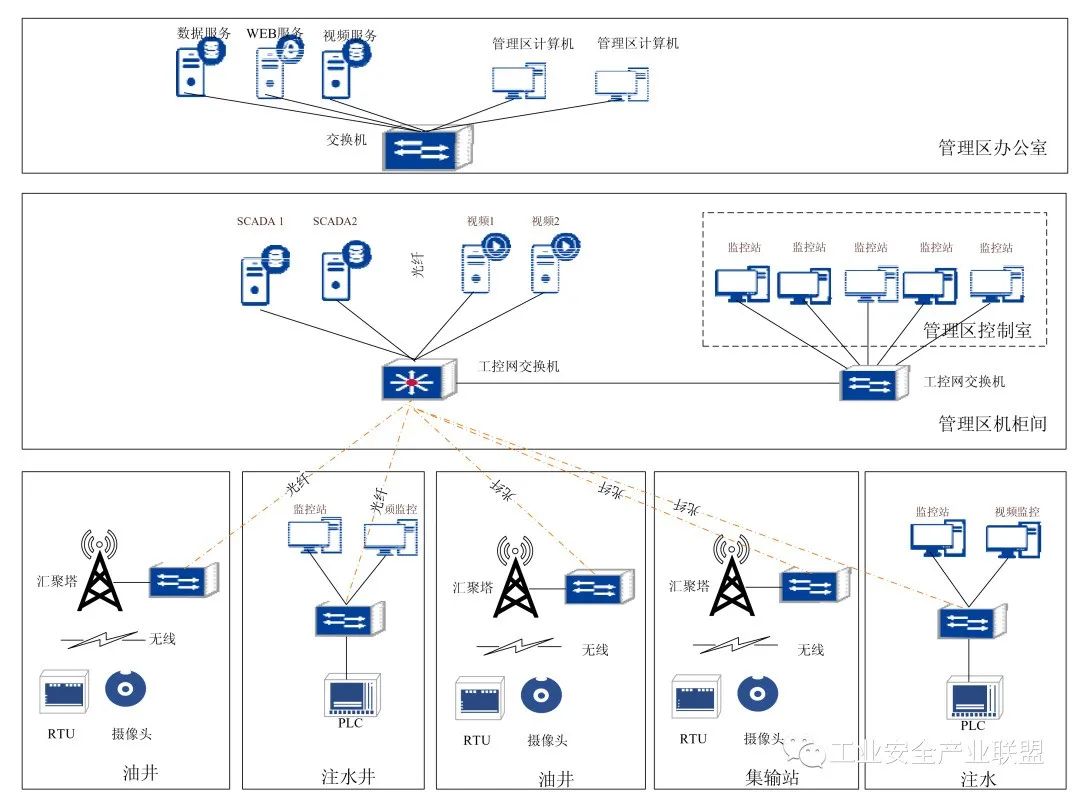 数据服务 WEB服务 视频服务
管理区计算机 管理区计算机
交换机
管理区办公室
SCADA 1 SCADA2 光纤 视频1 视频2
监控站 监控站 监控站 监控站 监控站
管理区控制室
工控网交换机
工控网交换机
管理区机柜间
光纤 光纤 光纤 光纤 光纤
汇聚塔
无线
RTU 摄像头
油井
监控站 频监控
PLC
注水井
汇聚塔
无线
RTU 摄像头
油井
汇聚塔
无线
RTU 摄像头
集输站
监控站 视频监控
PLC
注水
工业安全产业联盟